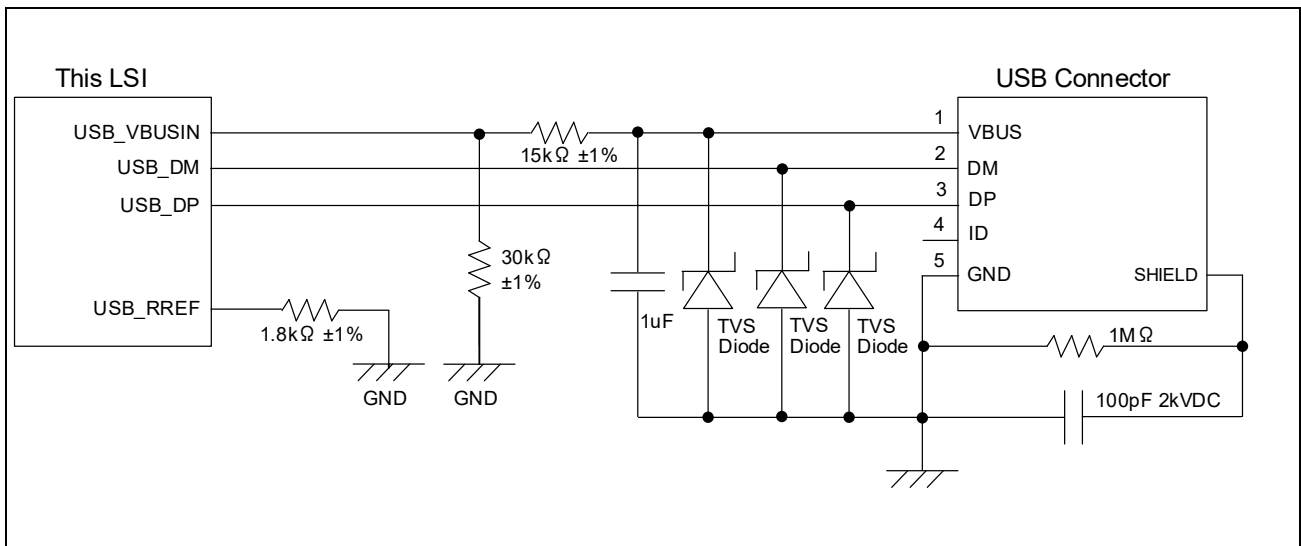 This LSI
USB Connector
USB_VBUSIN
USB_DM
USB_DP
USB_RREF
15kΩ ±1%
30kΩ
±1%
1.8kΩ ±1%
GND
GND
1uF
TVS
Diode
TVS
Diode
TVS
Diode
1
2
3
4
5
VBUS
DM
DP
ID
GND
SHIELD
1MΩ
100pF 2kVDC